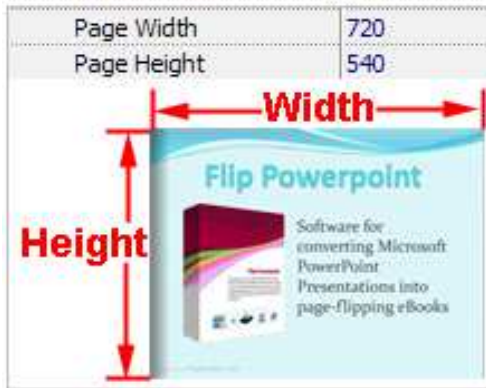 Page Width 720
Page Height 540
Width
Height
Flip Powerpoint
Software for
converting Microsoft
PowerPoint
Presentations into
page-flipping eBooks